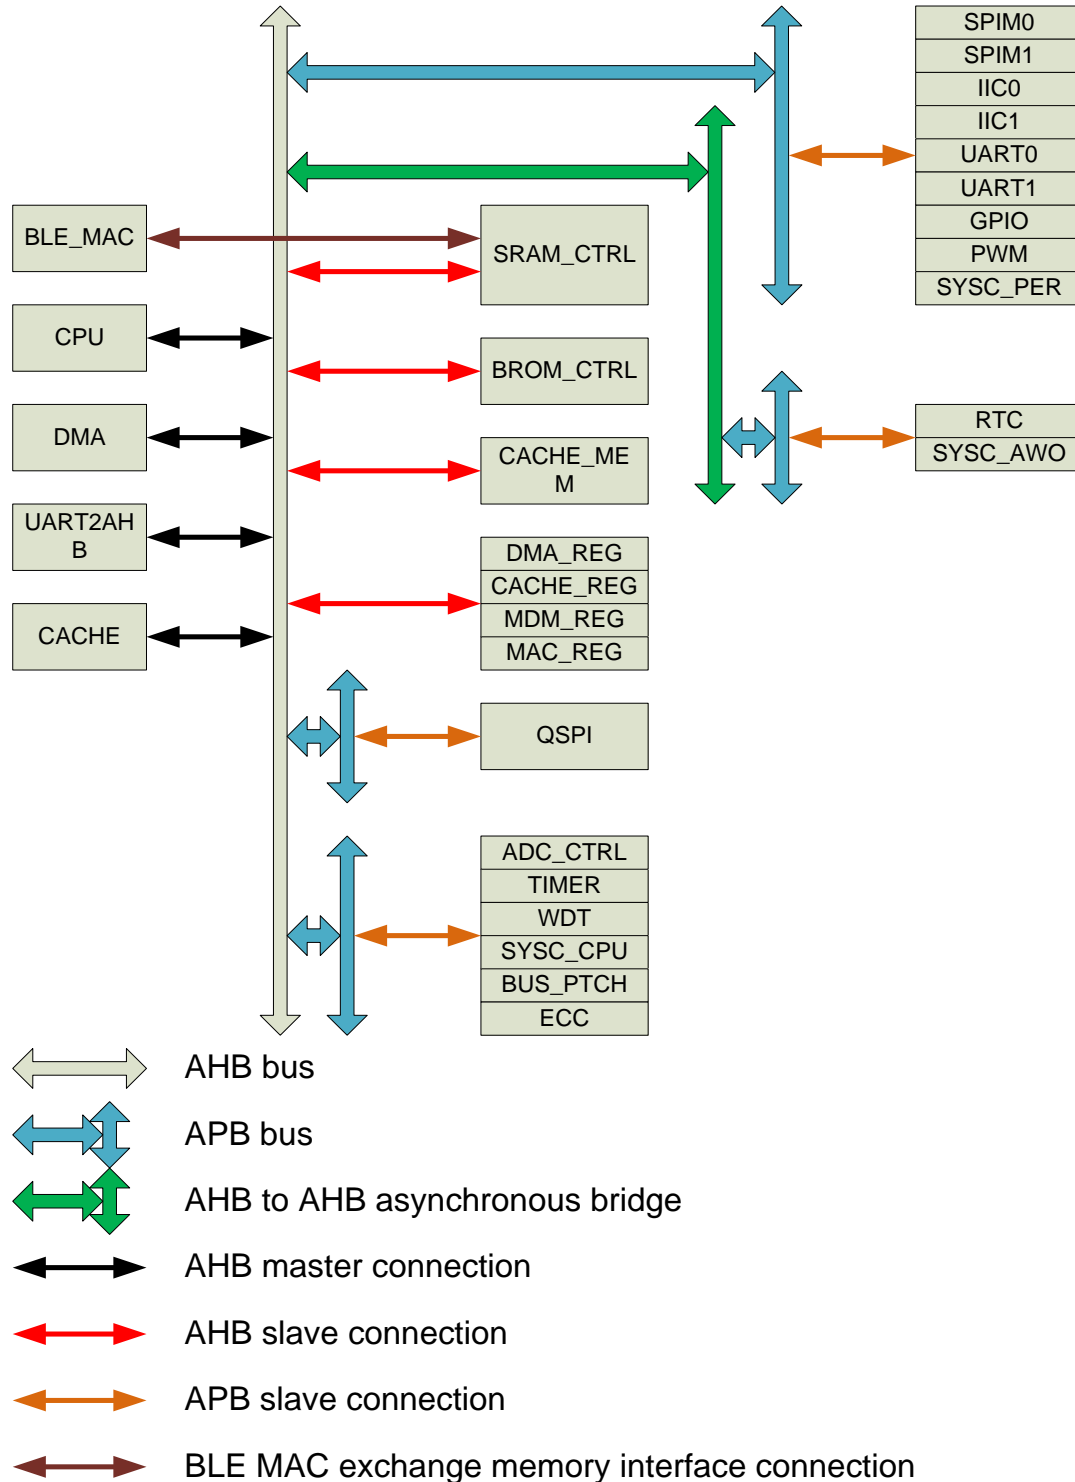 SPIM0
SPIM1
IIC0
IIC1
UART0
UART1
GPIO
PWM
SYSC_PER
BLE_MAC
SRAM_CTRL
CPU
BROM_CTRL
DMA
CACHE_ME
M
RTC
SYSC_AWO
UART2AH
B
DMA_REG
CACHE_REG
MDM_REG
MAC_REG
CACHE
QSPI
ADC_CTRL
TIMER
WDT
SYSC_CPU
BUS_PTCH
ECC
AHB bus
APB bus
AHB to AHB asynchronous bridge
AHB master connection
AHB slave connection
APB slave connection
BLE MAC exchange memory interface connection